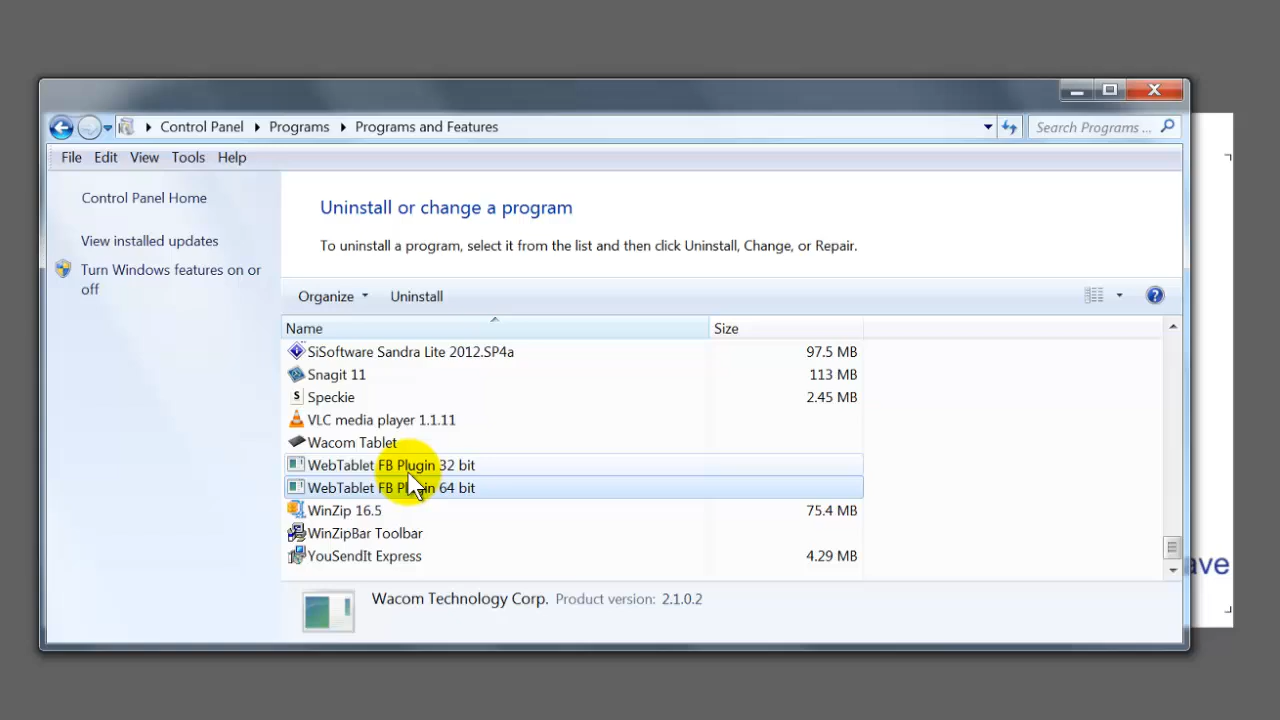 Control Panel Programs Programs and Features
Search Programs ...
File Edit View Tools Help
Control Panel Home
View installed updates
Turn Windows features on or
off
Uninstall or change a program
To uninstall a program, select it from the list and then click Uninstall, Change, or Repair.
Organize Uninstall
Name Size
SiSoftware Sandra Lite 2012.SP4a 97.5 MB
Snagit 11 113 MB
S
Speckie 2.45 MB
VLC media player 1.1.11
Wacom Tablet
WebTablet FB Plugin 32 bit
WebTablet FB Plugin 64 bit
WinZip 16.5 75.4 MB
WinZipBar Toolbar
YouSendIt Express 4.29 MB
Wacom Technology Corp. Product version: 2.1.0.2